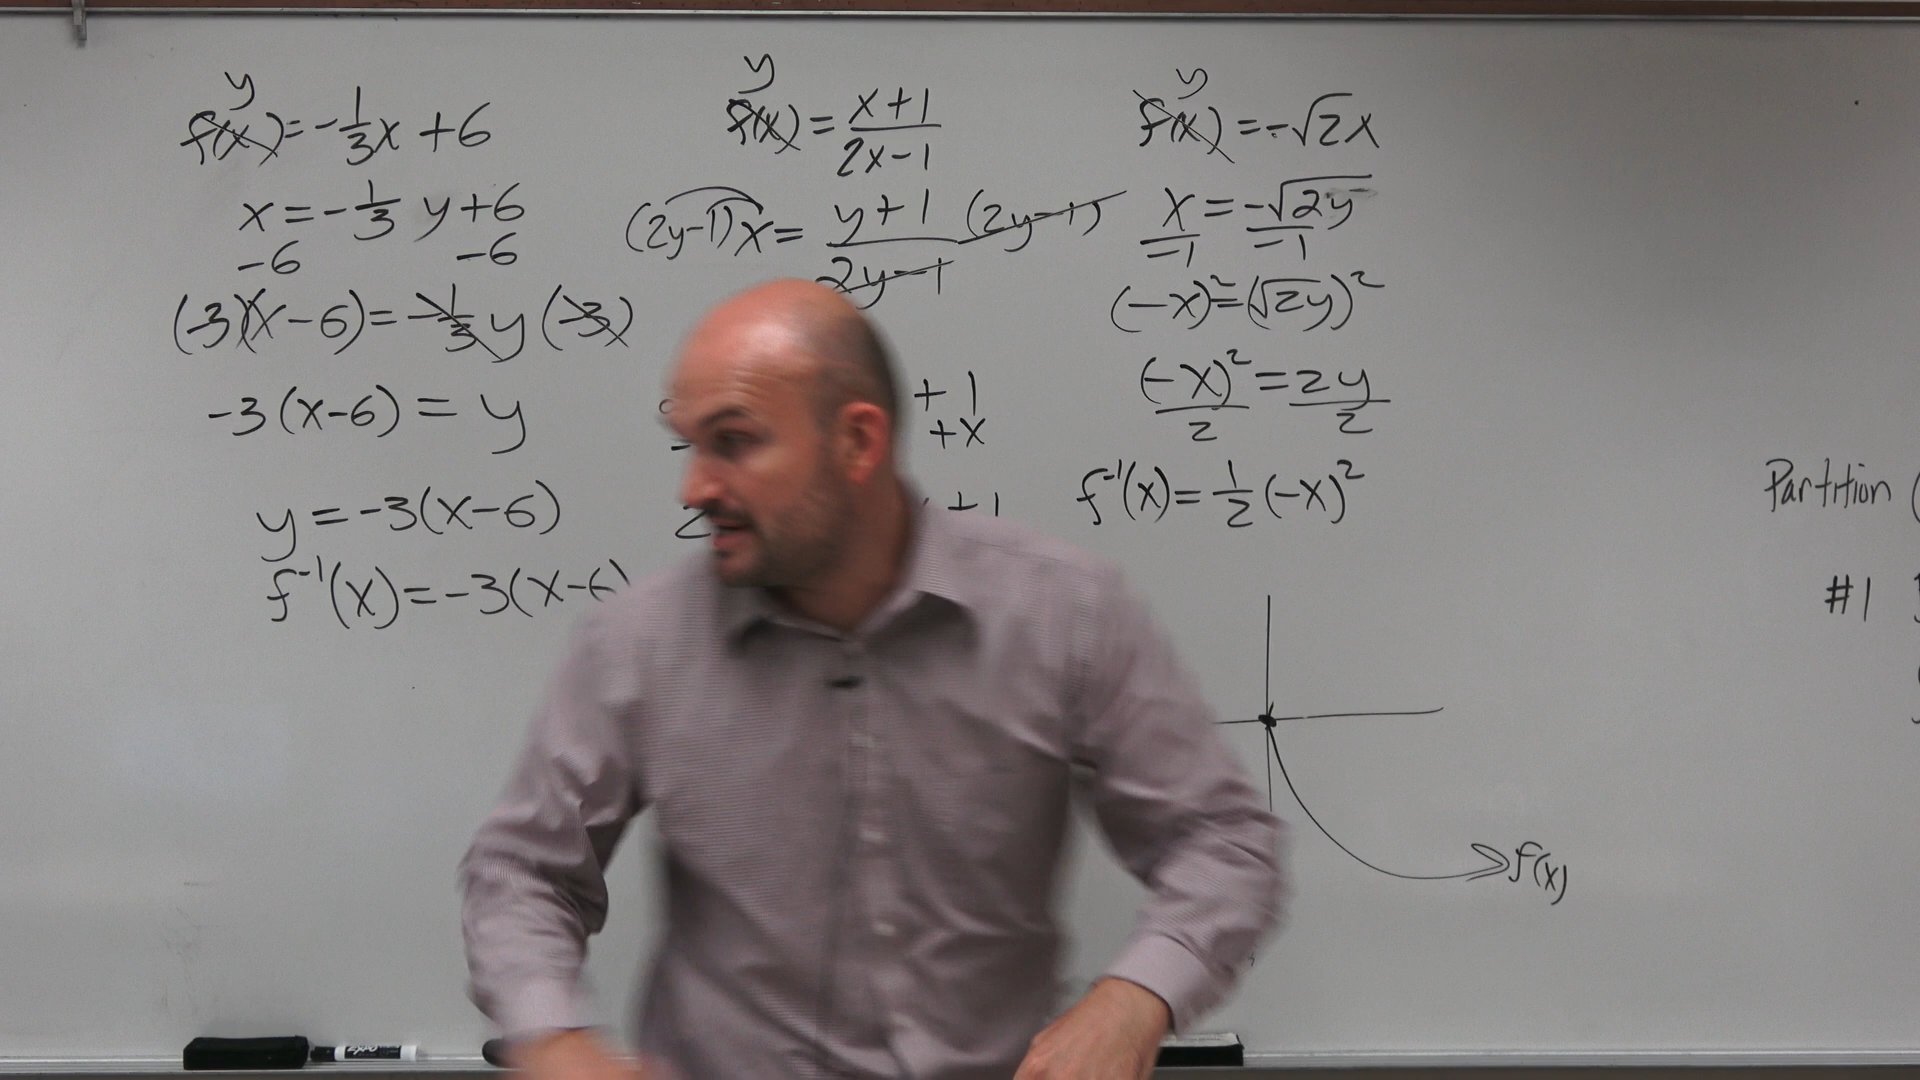 y
f(x) = -1/3x + 6
x = -1/3 y + 6
-6 -6
(-3)(x - 6) = -1/3 y (-3)
-3(x-6) = y
y = -3(x-6)
f⁻¹(x) = -3(x-6)
y
f(x) = x+1/2x-1
(2y-1)x = y+1/2y-1 (2y-1)
+ 1
+x
+1
y
f(x) = -√2x
x/-1 = -√2y/-1
(-x)² = (√2y)²
(-x)²/2 = 2y/2
f⁻¹(x) = 1/2(-x)²
f(x)
Partition (
#1